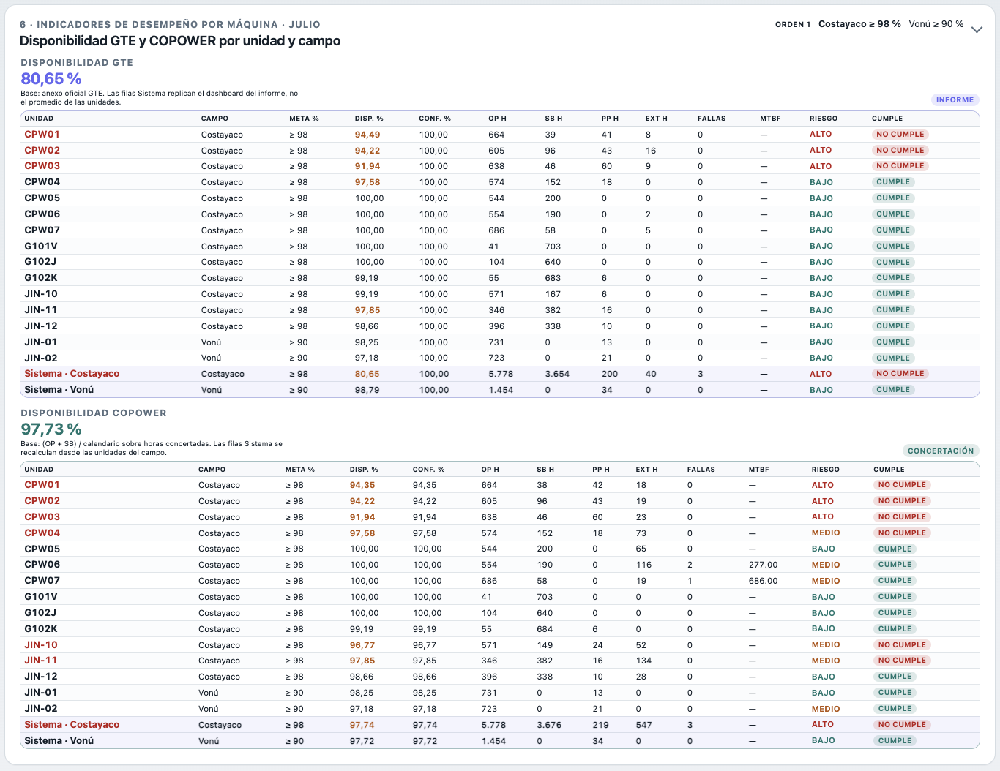 6 · INDICADORES DE DESEMPEÑO POR MÁQUINA · JULIO
ORDEN 1 Costayaco ≥ 98 % Vonú ≥ 90 %
Disponibilidad GTE y COPOWER por unidad y campo
DISPONIBILIDAD GTE
80,65 %
Base: anexo oficial GTE. Las filas Sistema replican el dashboard del informe, no
el promedio de las unidades.
INFORME
UNIDAD CAMPO META % DISP. % CONF. % OP H SB H PP H EXT H FALLAS MTBF RIESGO CUMPLE
CPW01 Costayaco ≥ 98 94,49 100,00 664 39 41 8 0 — ALTO NO CUMPLE
CPW02 Costayaco ≥ 98 94,22 100,00 605 96 43 16 0 — ALTO NO CUMPLE
CPW03 Costayaco ≥ 98 91,94 100,00 638 46 60 9 0 — ALTO NO CUMPLE
CPW04 Costayaco ≥ 98 97,58 100,00 574 152 18 0 0 — BAJO CUMPLE
CPW05 Costayaco ≥ 98 100,00 100,00 544 200 0 0 0 — BAJO CUMPLE
CPW06 Costayaco ≥ 98 100,00 100,00 554 190 0 2 0 — BAJO CUMPLE
CPW07 Costayaco ≥ 98 100,00 100,00 686 58 0 5 0 — BAJO CUMPLE
G101V Costayaco ≥ 98 100,00 100,00 41 703 0 0 0 — BAJO CUMPLE
G102J Costayaco ≥ 98 100,00 100,00 104 640 0 0 0 — BAJO CUMPLE
G102K Costayaco ≥ 98 99,19 100,00 55 683 6 0 0 — BAJO CUMPLE
JIN-10 Costayaco ≥ 98 99,19 100,00 571 167 6 0 0 — BAJO CUMPLE
JIN-11 Costayaco ≥ 98 97,85 100,00 346 382 16 0 0 — BAJO CUMPLE
JIN-12 Costayaco ≥ 98 98,66 100,00 396 338 10 0 0 — BAJO CUMPLE
JIN-01 Vonú ≥ 90 98,25 100,00 731 0 13 0 0 — BAJO CUMPLE
JIN-02 Vonú ≥ 90 97,18 100,00 723 0 21 0 0 — BAJO CUMPLE
Sistema · Costayaco Costayaco ≥ 98 80,65 100,00 5.778 3.654 200 40 3 — ALTO NO CUMPLE
Sistema · Vonú Vonú ≥ 90 98,79 100,00 1.454 0 34 0 0 — BAJO CUMPLE
DISPONIBILIDAD COPOWER
97,73 %
Base: (OP + SB) / calendario sobre horas concertadas. Las filas Sistema se
recalculan desde las unidades del campo.
CONCERTACIÓN
UNIDAD CAMPO META % DISP. % CONF. % OP H SB H PP H EXT H FALLAS MTBF RIESGO CUMPLE
CPW01 Costayaco ≥ 98 94,35 94,35 664 38 42 18 0 — ALTO NO CUMPLE
CPW02 Costayaco ≥ 98 94,22 94,22 605 96 43 19 0 — ALTO NO CUMPLE
CPW03 Costayaco ≥ 98 91,94 91,94 638 46 60 23 0 — ALTO NO CUMPLE
CPW04 Costayaco ≥ 98 97,58 97,58 574 152 18 73 0 — MEDIO NO CUMPLE
CPW05 Costayaco ≥ 98 100,00 100,00 544 200 0 65 0 — BAJO CUMPLE
CPW06 Costayaco ≥ 98 100,00 100,00 554 190 0 116 2 277.00 MEDIO CUMPLE
CPW07 Costayaco ≥ 98 100,00 100,00 686 58 0 19 1 686.00 MEDIO CUMPLE
G101V Costayaco ≥ 98 100,00 100,00 41 703 0 0 0 — BAJO CUMPLE
G102J Costayaco ≥ 98 100,00 100,00 104 640 0 0 0 — BAJO CUMPLE
G102K Costayaco ≥ 98 99,19 99,19 55 684 6 0 0 — BAJO CUMPLE
JIN-10 Costayaco ≥ 98 96,77 96,77 571 149 24 52 0 — MEDIO NO CUMPLE
JIN-11 Costayaco ≥ 98 97,85 97,85 346 382 16 134 0 — MEDIO NO CUMPLE
JIN-12 Costayaco ≥ 98 98,66 98,66 396 338 10 28 0 — BAJO CUMPLE
JIN-01 Vonú ≥ 90 98,25 98,25 731 0 13 0 0 — BAJO CUMPLE
JIN-02 Vonú ≥ 90 97,18 97,18 723 0 21 0 0 — MEDIO CUMPLE
Sistema · Costayaco Costayaco ≥ 98 97,74 97,74 5.778 3.676 219 547 3 — ALTO NO CUMPLE
Sistema · Vonú Vonú ≥ 90 97,72 97,72 1.454 0 34 0 0 — BAJO CUMPLE